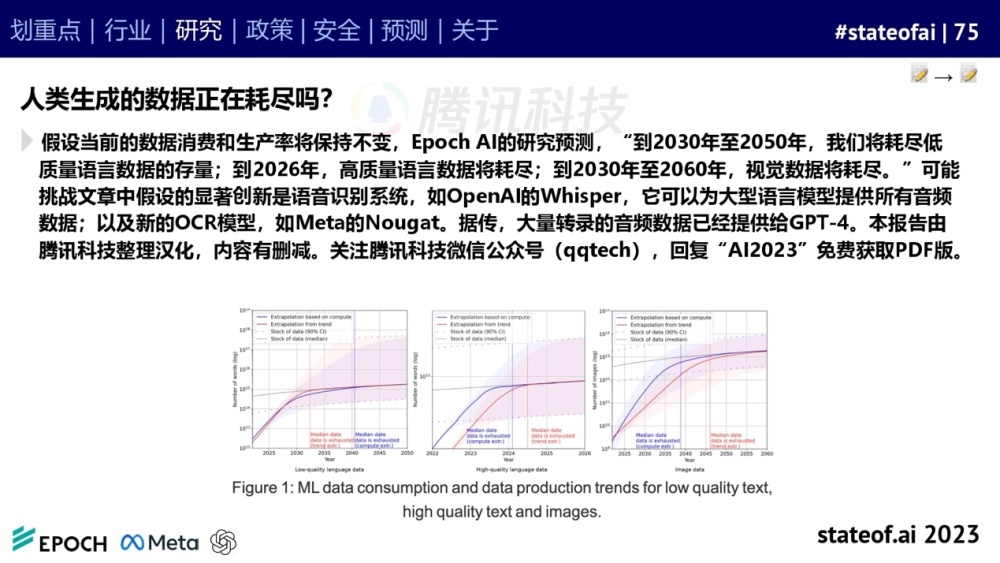 划重点 | 行业 | 研究 | 政策 | 安全 | 预测 | 关于
#stateofai | 75
→
人类生成的数据正在耗尽吗？
腾讯科技
假设当前的数据消费和生产率将保持不变，Epoch AI的研究预测，“到2030年至2050年，我们将耗尽低
质量语言数据的存量；到2026年，高质量语言数据将耗尽；到2030年至2060年，视觉数据将耗尽。”可能
挑战文章中假设的显著创新是语音识别系统，如OpenAI的Whisper，它可以为大型语言模型提供所有音频
数据；以及新的OCR模型，如Meta的Nougat。据传，大量转录的音频数据已经提供给GPT-4。本报告由
腾讯科技整理汉化，内容有删减。关注腾讯科技微信公众号（qqtech），回复“AI2023”免费获取PDF版。
Extrapolation based on compute
Extrapolation from trend
Stock of data (90% CI)
Stock of data (median)
Number of words (log)
Median date
data is exhausted
(trend extr.)
Median date
data is exhausted
(compute extr.)
2025 2030 2035 2040 2045 2050
Year
Low-quality language data
Extrapolation based on compute
Extrapolation from trend
Stock of data (90% CI)
Stock of data (median)
Number of words (log)
Median date
data is exhausted
(compute extr.)
Median date
data is exhausted
(trend extr.)
2022 2023 2024 2025 2026
Year
High-quality language data
Extrapolation based on compute
Extrapolation from trend
Stock of data (90% CI)
Stock of data (median)
Number of images (log)
Median date
data is exhausted
(compute extr.)
Median date
data is exhausted
(trend extr.)
2025 2030 2035 2040 2045 2050 2055 2060
Year
Image data
Figure 1: ML data consumption and data production trends for low quality text,
high quality text and images.
EPOCH
Meta
stateof.ai 2023